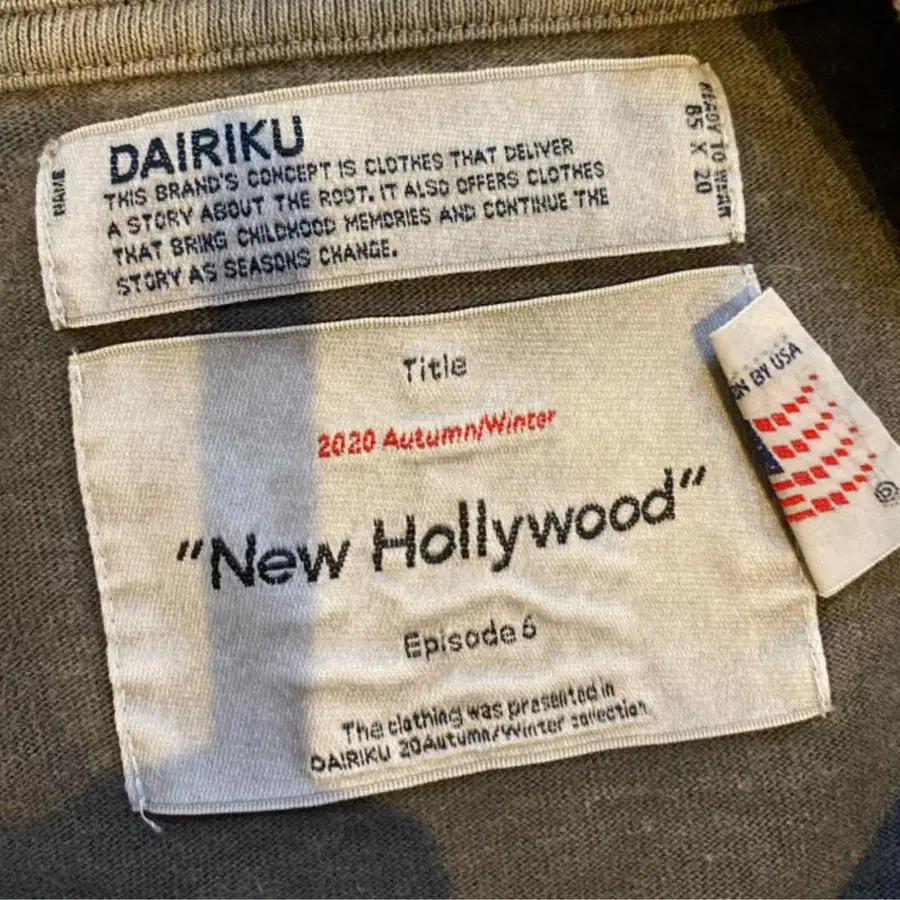 NAME
DAIRIKU
THIS BRAND'S CONCEPT IS CLOTHES THAT DELIVER
A STORY ABOUT THE ROOT. IT ALSO OFFERS CLOTHES
THAT BRING CHILDHOOD MEMORIES AND CONTINUE THE
STORY AS SEASONS CHANGE.
READY TO WEAR
85 X 20
Title
2020 Autumn/Winter
"New Hollywood"
Episode 6
The clothing was presented in
DAIRIKU 20Autumn/Winter collection
BY USA